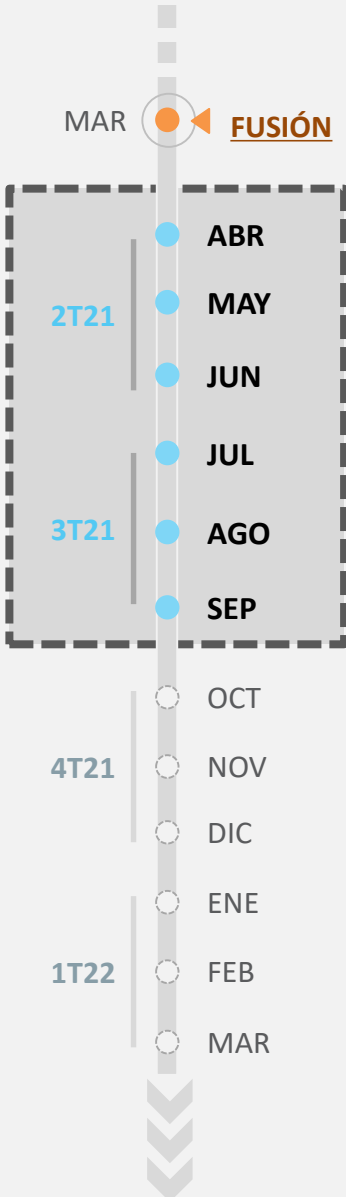 MAR
FUSIÓN
ABR
2T21
MAY
JUN
JUL
3T21
AGO
SEP
OCT
4T21
NOV
DIC
ENE
1T22
FEB
MAR